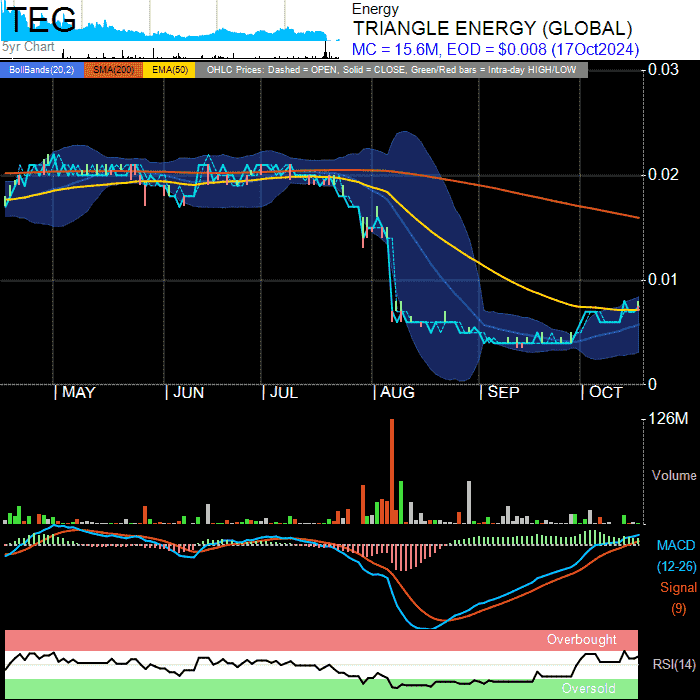 TEG
5yr Chart
Energy
TRIANGLE ENERGY (GLOBAL)
MC = 15.6M, EOD = $0.008 (17Oct2024)
BollBands(20,2) SMA(200) EMA(50) OHLC Prices: Dashed = OPEN, Solid = CLOSE, Green/Red bars = Intra-day HIGH/LOW
0.03
0.02
0.01
0
MAY JUN JUL AUG SEP OCT
126M
Volume
MACD
(12-26)
Signal
(9)
Overbought
RSI(14)
Oversold